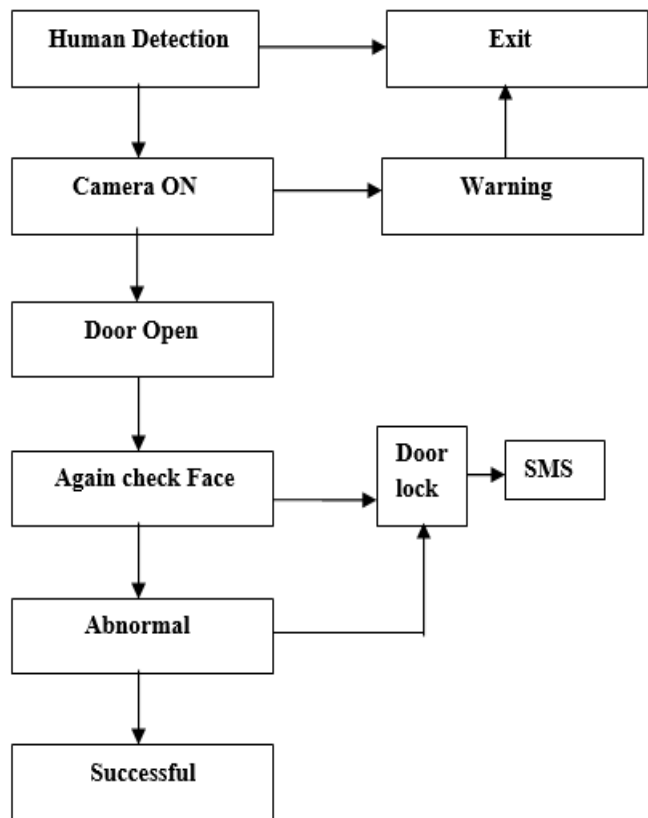 Human Detection
Exit
Camera ON
Warning
Door Open
Again check Face
Door
lock
SMS
Abnormal
Successful